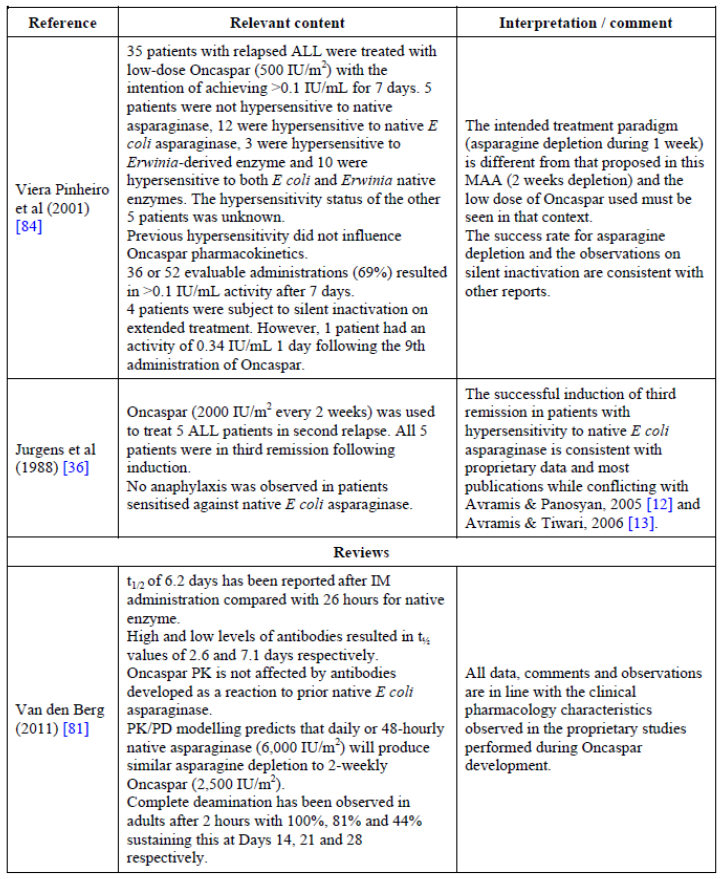 Reference
Relevant content
Interpretation / comment
Viera Pinheiro
et al (2001)
[84]
35 patients with relapsed ALL were treated with
low-dose Oncaspar (500 IU/m²) with the
intention of achieving >0.1 IU/mL for 7 days. 5
patients were not hypersensitive to native
asparaginase, 12 were hypersensitive to native E
coli asparaginase, 3 were hypersensitive to
Erwinia-derived enzyme and 10 were
hypersensitive to both E coli and Erwinia native
enzymes. The hypersensitivity status of the other
5 patients was unknown.
Previous hypersensitivity did not influence
Oncaspar pharmacokinetics.
36 or 52 evaluable administrations (69%) resulted
in >0.1 IU/mL activity after 7 days.
4 patients were subject to silent inactivation on
extended treatment. However, 1 patient had an
activity of 0.34 IU/mL 1 day following the 9th
administration of Oncaspar.
The intended treatment paradigm
(asparagine depletion during 1 week)
is different from that proposed in this
MAA (2 weeks depletion) and the
low dose of Oncaspar used must be
seen in that context.
The success rate for asparagine
depletion and the observations on
silent inactivation are consistent with
other reports.
Jurgens et al
(1988) [36]
Oncaspar (2000 IU/m² every 2 weeks) was used
to treat 5 ALL patients in second relapse. All 5
patients were in third remission following
induction.
No anaphylaxis was observed in patients
sensitised against native E coli asparaginase.
The successful induction of third
remission in patients with
hypersensitivity to native E coli
asparaginase is consistent with
proprietary data and most
publications while conflicting with
Avramis & Panosyan, 2005 [12] and
Avramis & Tiwari, 2006 [13].
Reviews
Van den Berg
(2011) [81]
t1/2 of 6.2 days has been reported after IM
administration compared with 26 hours for native
enzyme.
High and low levels of antibodies resulted in t½
values of 2.6 and 7.1 days respectively.
Oncaspar PK is not affected by antibodies
developed as a reaction to prior native E coli
asparaginase.
PK/PD modelling predicts that daily or 48-hourly
native asparaginase (6,000 IU/m²) will produce
similar asparagine depletion to 2-weekly
Oncaspar (2,500 IU/m²).
Complete deamination has been observed in
adults after 2 hours with 100%, 81% and 44%
sustaining this at Days 14, 21 and 28
respectively.
All data, comments and observations
are in line with the clinical
pharmacology characteristics
observed in the proprietary studies
performed during Oncaspar
development.